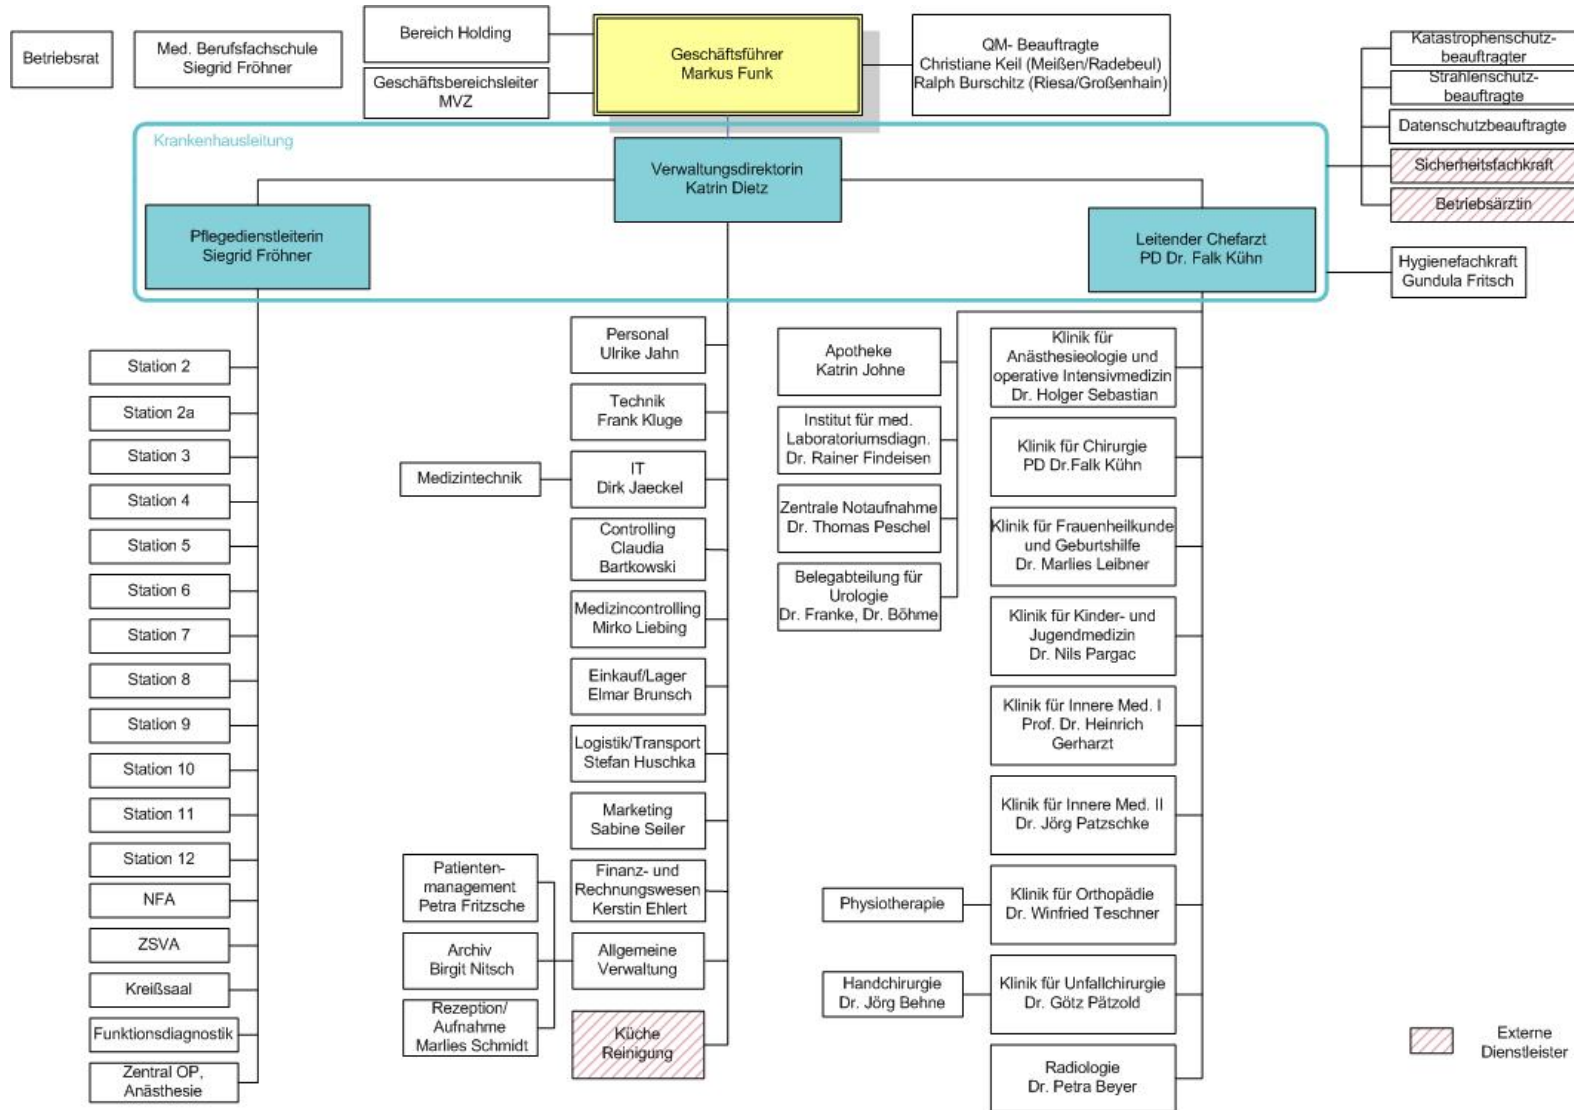 Betriebsrat
Med. Berufsfachschule
Siegrid Fröhner
Bereich Holding
Geschäftsbereichsleiter
MVZ
Geschäftsführer
Markus Funk
QM- Beauftragte
Christiane Keil (Meißen/Radebeul)
Ralph Burschitz (Riesa/Großenhain)
Katastrophenschutz-
beauftragter
Strahlenschutz-
beauftragte
Datenschutzbeauftragte
Sicherheitsfachkraft
Betriebsärztin
Hygienefachkraft
Gundula Fritsch
Krankenhausleitung
Verwaltungsdirektorin
Katrin Dietz
Pflegedienstleiterin
Siegrid Fröhner
Leitender Chefarzt
PD Dr. Falk Kühn
Station 2
Station 2a
Station 3
Station 4
Station 5
Station 6
Station 7
Station 8
Station 9
Station 10
Station 11
Station 12
NFA
ZSVA
Kreißsaal
Funktionsdiagnostik
Zentral OP,
Anästhesie
Personal
Ulrike Jahn
Technik
Frank Kluge
Medizintechnik
IT
Dirk Jaeckel
Controlling
Claudia
Bartkowski
Medizincontrolling
Mirko Liebing
Einkauf/Lager
Elmar Brunsch
Logistik/Transport
Stefan Huschka
Marketing
Sabine Seiler
Finanz- und
Rechnungswesen
Kerstin Ehlert
Patienten-
management
Petra Fritzsche
Archiv
Birgit Nitsch
Rezeption/
Aufnahme
Marlies Schmidt
Allgemeine
Verwaltung
Küche
Reinigung
Apotheke
Katrin Johne
Institut für med.
Laboratoriumsdiagn.
Dr. Rainer Findeisen
Zentrale Notaufnahme
Dr. Thomas Peschel
Belegabteilung für
Urologie
Dr. Franke, Dr. Böhme
Klinik für
Anästhesieologie und
operative Intensivmedizin
Dr. Holger Sebastian
Klinik für Chirurgie
PD Dr.Falk Kühn
Klinik für Frauenheilkunde
und Geburtshilfe
Dr. Marlies Leibner
Klinik für Kinder- und
Jugendmedizin
Dr. Nils Pargac
Klinik für Innere Med. I
Prof. Dr. Heinrich
Gerharzt
Klinik für Innere Med. II
Dr. Jörg Patzschke
Physiotherapie
Klinik für Orthopädie
Dr. Winfried Teschner
Handchirurgie
Dr. Jörg Behne
Klinik für Unfallchirurgie
Dr. Götz Pätzold
Radiologie
Dr. Petra Beyer
Externe
Dienstleister